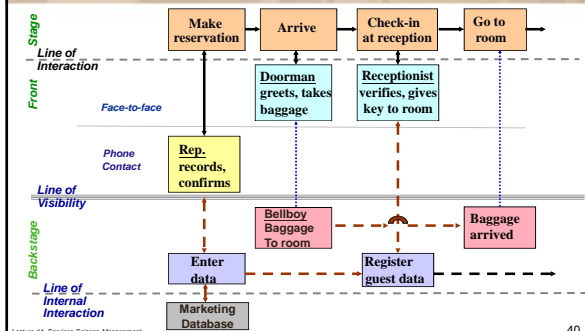 Stage
Make
reservation
Arrive
Check-in
at reception
Go to
room
Line of
Interaction
Front
Face-to-face
Doorman
greets, takes
baggage
Receptionist
verifies, gives
key to room
Phone
Contact
Rep.
records,
confirms
Line of
Visibility
Backstage
Bellboy
Baggage
To room
Baggage
arrived
Enter
data
Register
guest data
Line of
Internal
Interaction
Marketing
Database
40